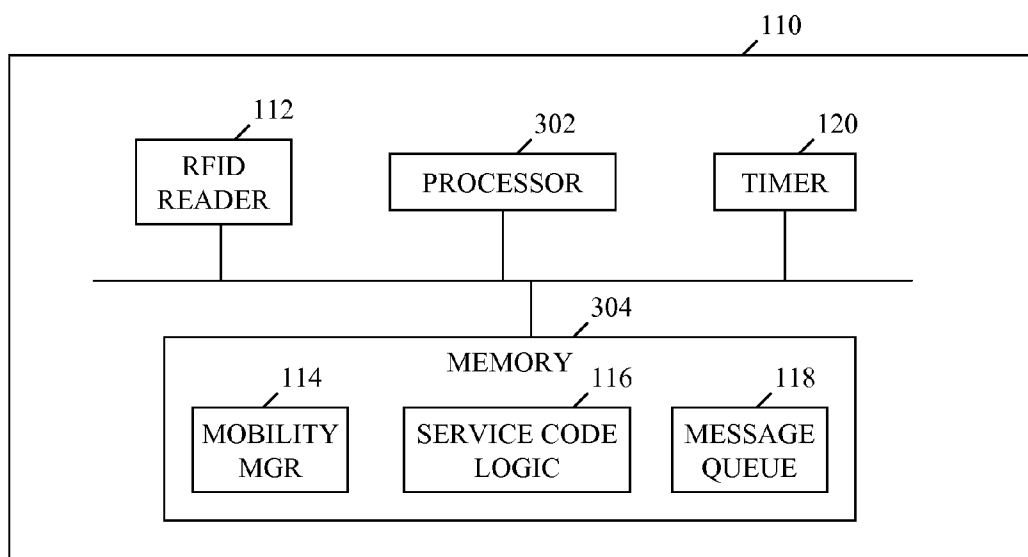 110
112
302
120
RFID
READER
PROCESSOR
TIMER
304
MEMORY
114
116
118
MOBILITY
MGR
SERVICE CODE
LOGIC
MESSAGE
QUEUE